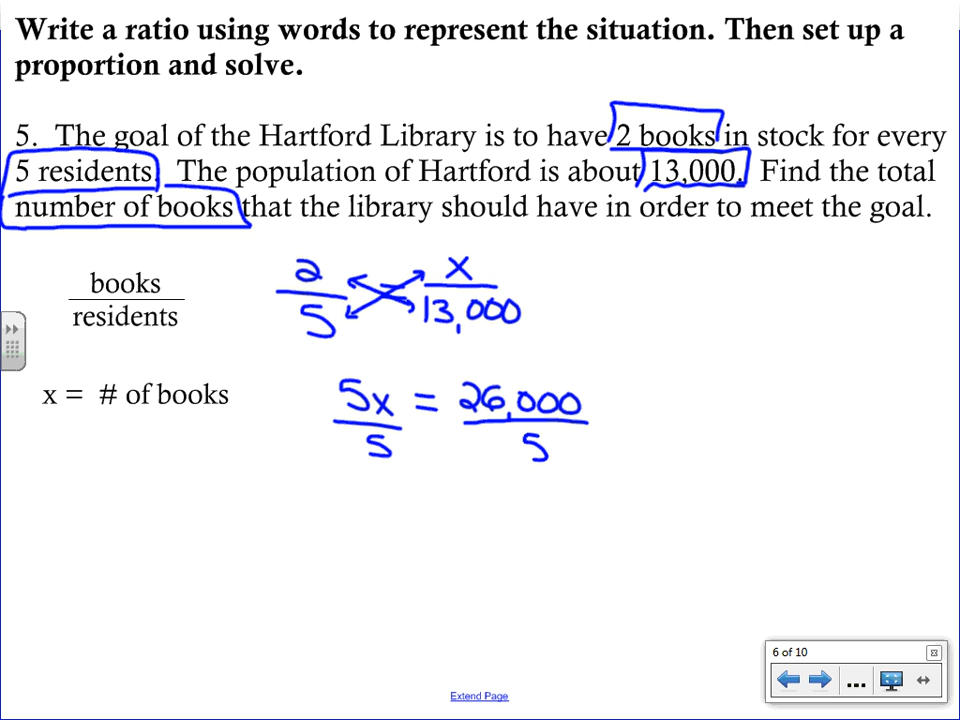 Write a ratio using words to represent the situation. Then set up a
proportion and solve.
5. The goal of the Hartford Library is to have 2 books in stock for every
5 residents. The population of Hartford is about 13,000. Find the total
number of books that the library should have in order to meet the goal.
books
residents
2 x
5 13,000
x = # of books
5x = 26,000
5 5
6 of 10
...
Extend Page